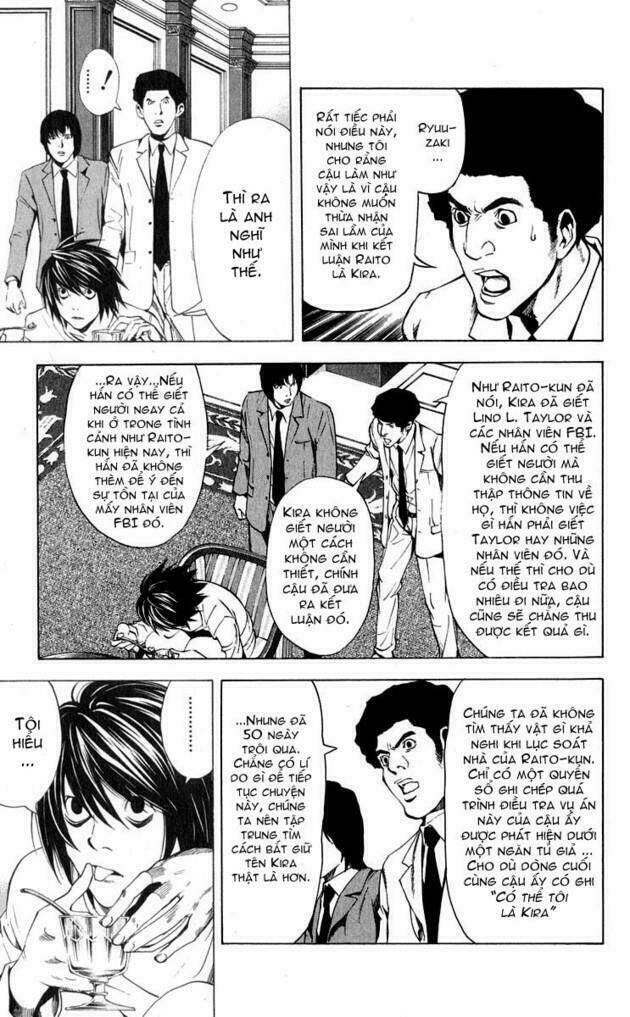 Ryuu-
zaki
...
Rất tiếc phải
nói điều này,
nhưng tôi
cho rằng
cậu làm như
vậy là vì cậu
không muốn
thừa nhận
sai lầm của
mình khi kết
luận Raito
là Kira.
......!
Thì ra
là anh
nghĩ
như
thế.
Như Raito-kun đã
nói, Kira đã giết
Lind L. Taylor và
các nhân viên FBI.
Nếu hắn có thể
giết người mà
không cần thu
thập thông tin về
họ, thì không việc
gì hắn phải giết
Taylor hay những
nhân viên đó. Và
nếu thế thì cho dù
có điều tra bao
nhiêu đi nữa, cậu
cũng sẽ chẳng thu
được kết quả gì.
Kira không
giết người
một cách
không cần
thiết, chính
cậu đã đưa
ra kết
luận đó.
...Ra vậy...Nếu
hắn có thể giết
người ngay cả
khi ở trong tình
cảnh như Raito-
kun hiện nay, thì
hắn đã không
thèm để ý đến
sự tồn tại của
mấy nhân viên
FBI đó.
Chúng ta đã không
tìm thấy vật gì khả
nghi khi lục soát
nhà của Raito-kun.
Chỉ có một quyển
sổ ghi chép quá
trình điều tra vụ án
này của cậu ấy
được phát hiện dưới
một ngăn tủ giả ...
Cho dù dòng cuối
cùng cậu ấy có ghi
"Có thể tôi
là Kira"
...Nhưng đã
50 ngày
trôi qua.
Chẳng có lí
do gì để tiếp
tục chuyện
này, chúng
ta nên tập
trung tìm
cách bắt giữ
tên Kira
thật là hơn.
........
Tôi
hiểu
...